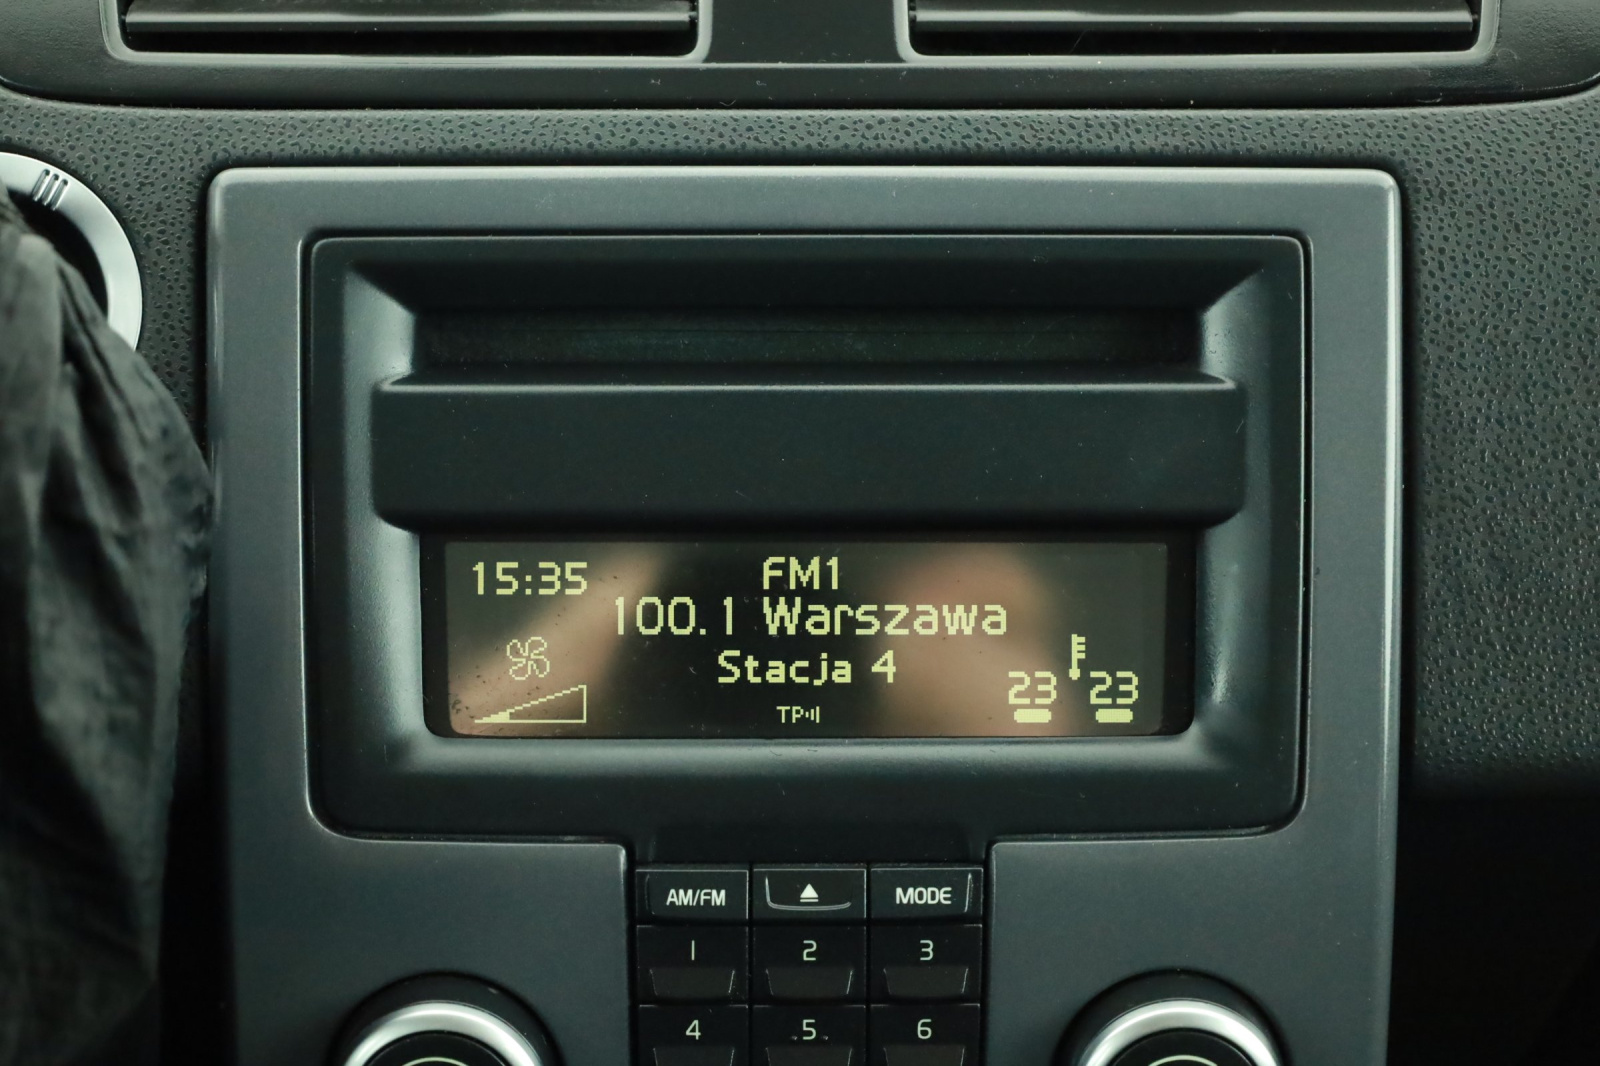 15:35
FM1
100.1 Warszawa
Stacja 4
23 23
TP
AM/FM MODE
1 2 3
4 5 6